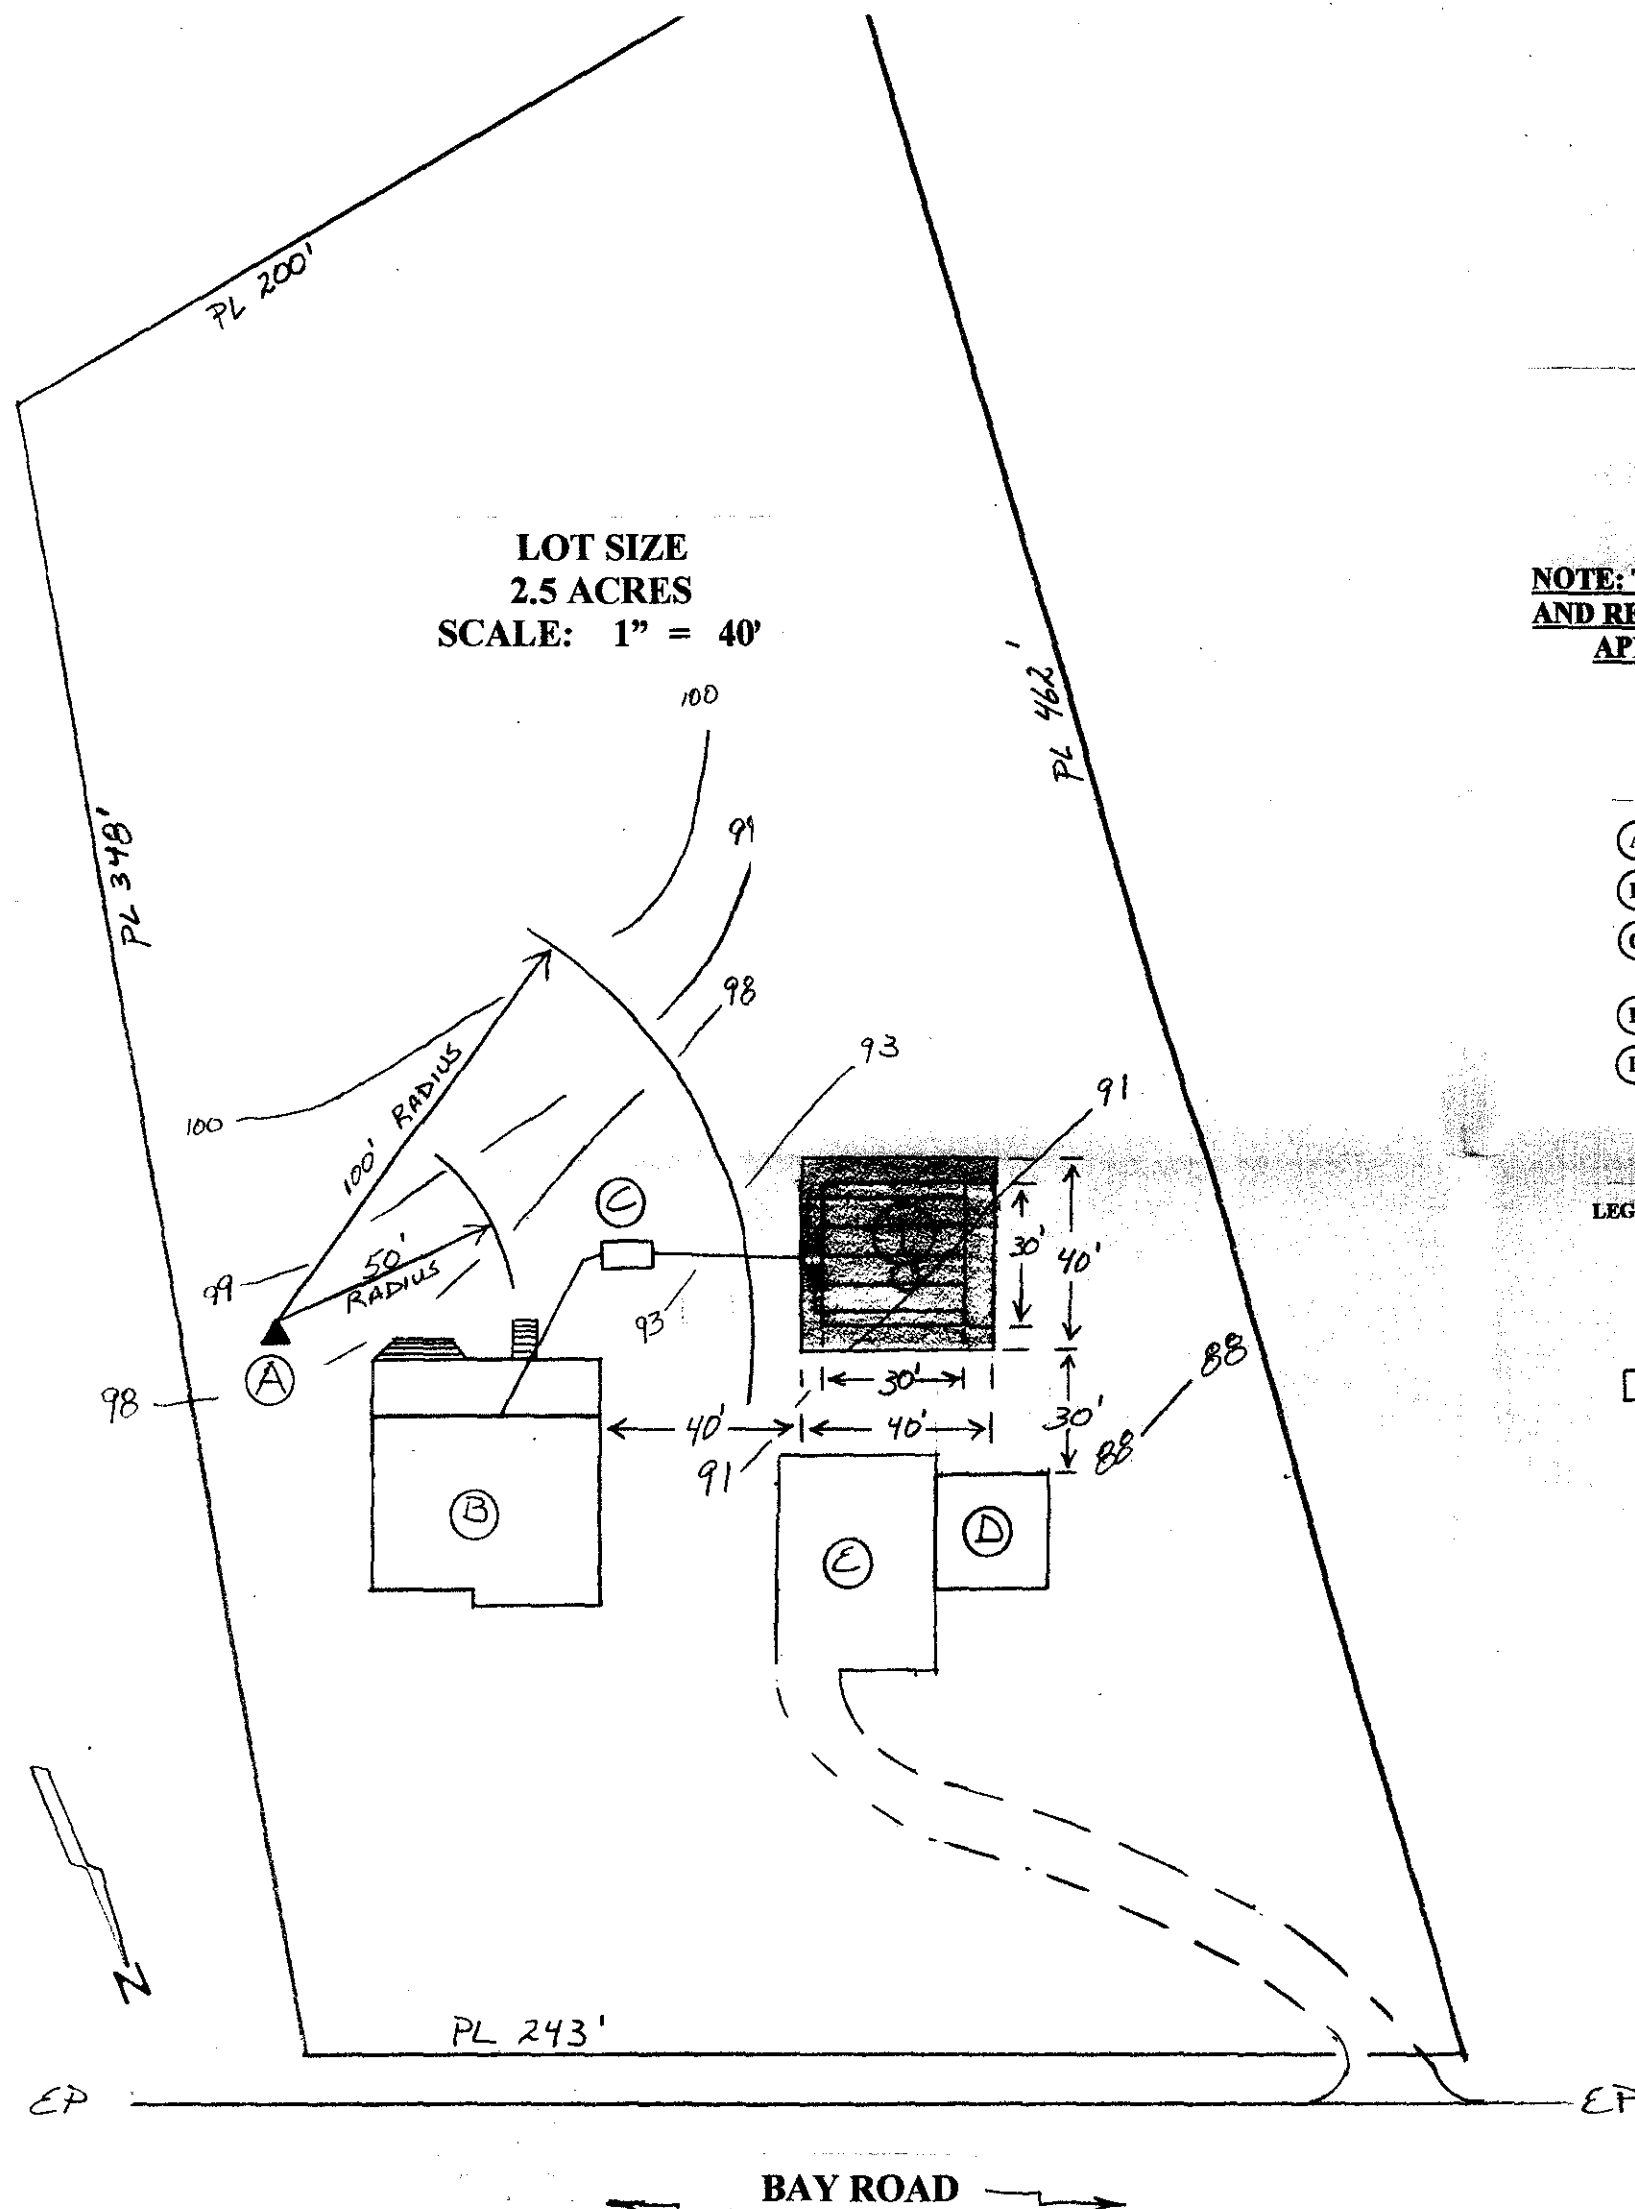 PL 200'
LOT SIZE
2.5 ACRES
SCALE: 1” = 40’
NOTE:
AND RE
PL 462'
100
PL 348'
99
98
93
91
100
100' RADIUS
C
50'
RADIUS
99
30'
40'
LEG
93
A
98
88
30'
40'
40'
30'
88
91
B
E
D
N
PL 243'
EP
EP
BAY ROAD